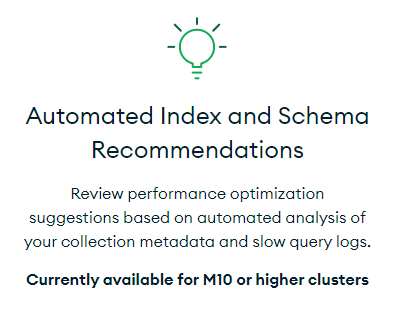 Automated Index and Schema
Recommendations
Review performance optimization
suggestions based on automated analysis of
your collection metadata and slow query logs.
Currently available for M10 or higher clusters